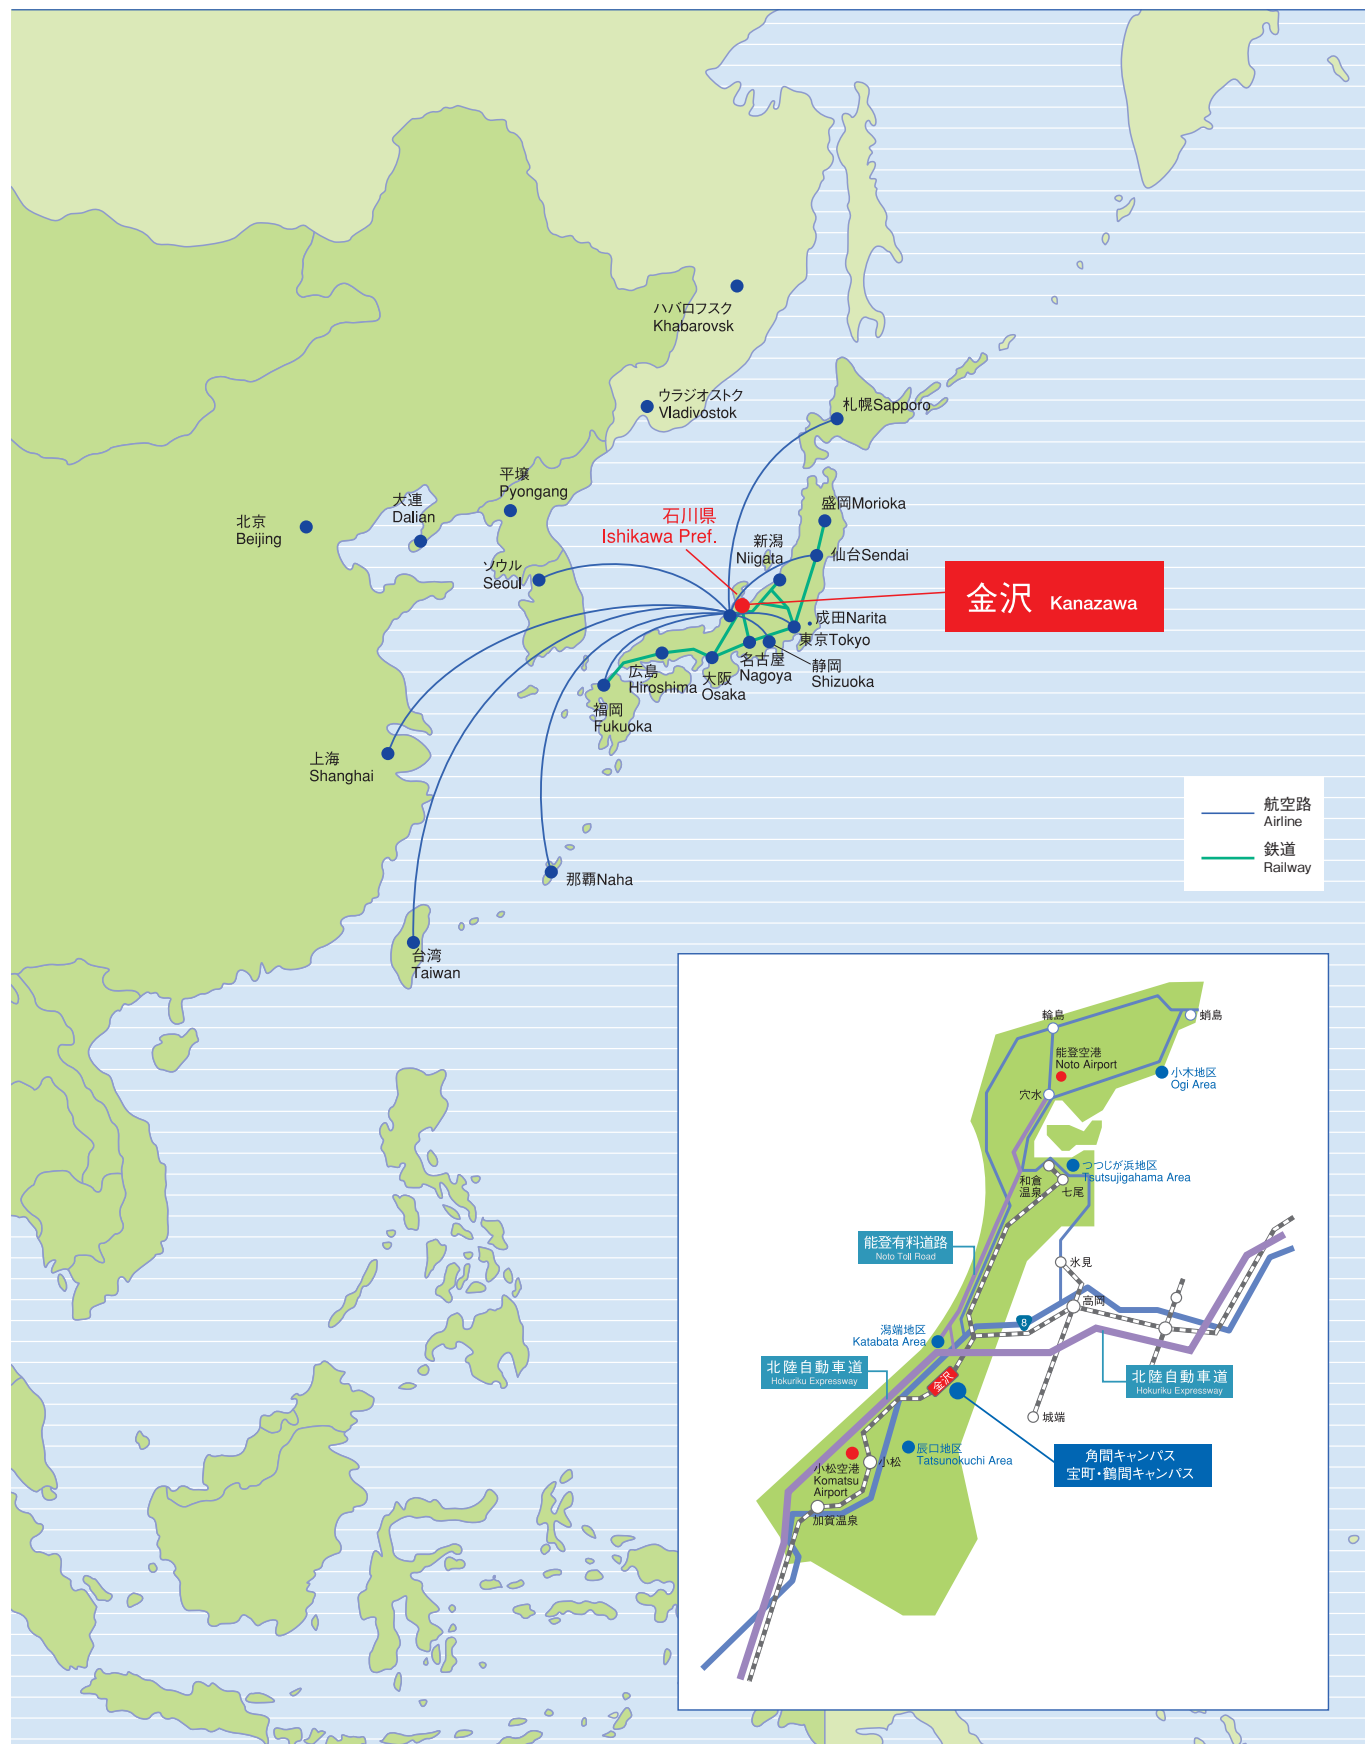 ハバロフスク
Khabarovsk
ウラジオストク
Vladivostok
札幌Sapporo
平壌
Pyongang
大連
Dalian
北京
Beijing
盛岡Morioka
石川県
Ishikawa Pref.
新潟
Niigata
仙台Sendai
ソウル
Seoul
金沢 Kanazawa
成田Narita
東京Tokyo
名古屋
Nagoya
静岡
Shizuoka
広島
Hiroshima
大阪
Osaka
福岡
Fukuoka
上海
Shanghai
航空路
Airline
鉄道
Railway
那覇Naha
台湾
Taiwan
輪島
蛸島
能登空港
Noto Airport
小木地区
Ogi Area
穴水
つつじが浜地区
Tsutsujigahama Area
和倉
温泉
七尾
能登有料道路
Noto Toll Road
氷見
高岡
8
潟端地区
Katabata Area
北陸自動車道
Hokuriku Expressway
北陸自動車道
Hokuriku Expressway
金沢
城端
角間キャンパス
宝町・鶴間キャンパス
辰口地区
Tatsunokuchi Area
小松
小松空港
Komatsu
Airport
加賀温泉